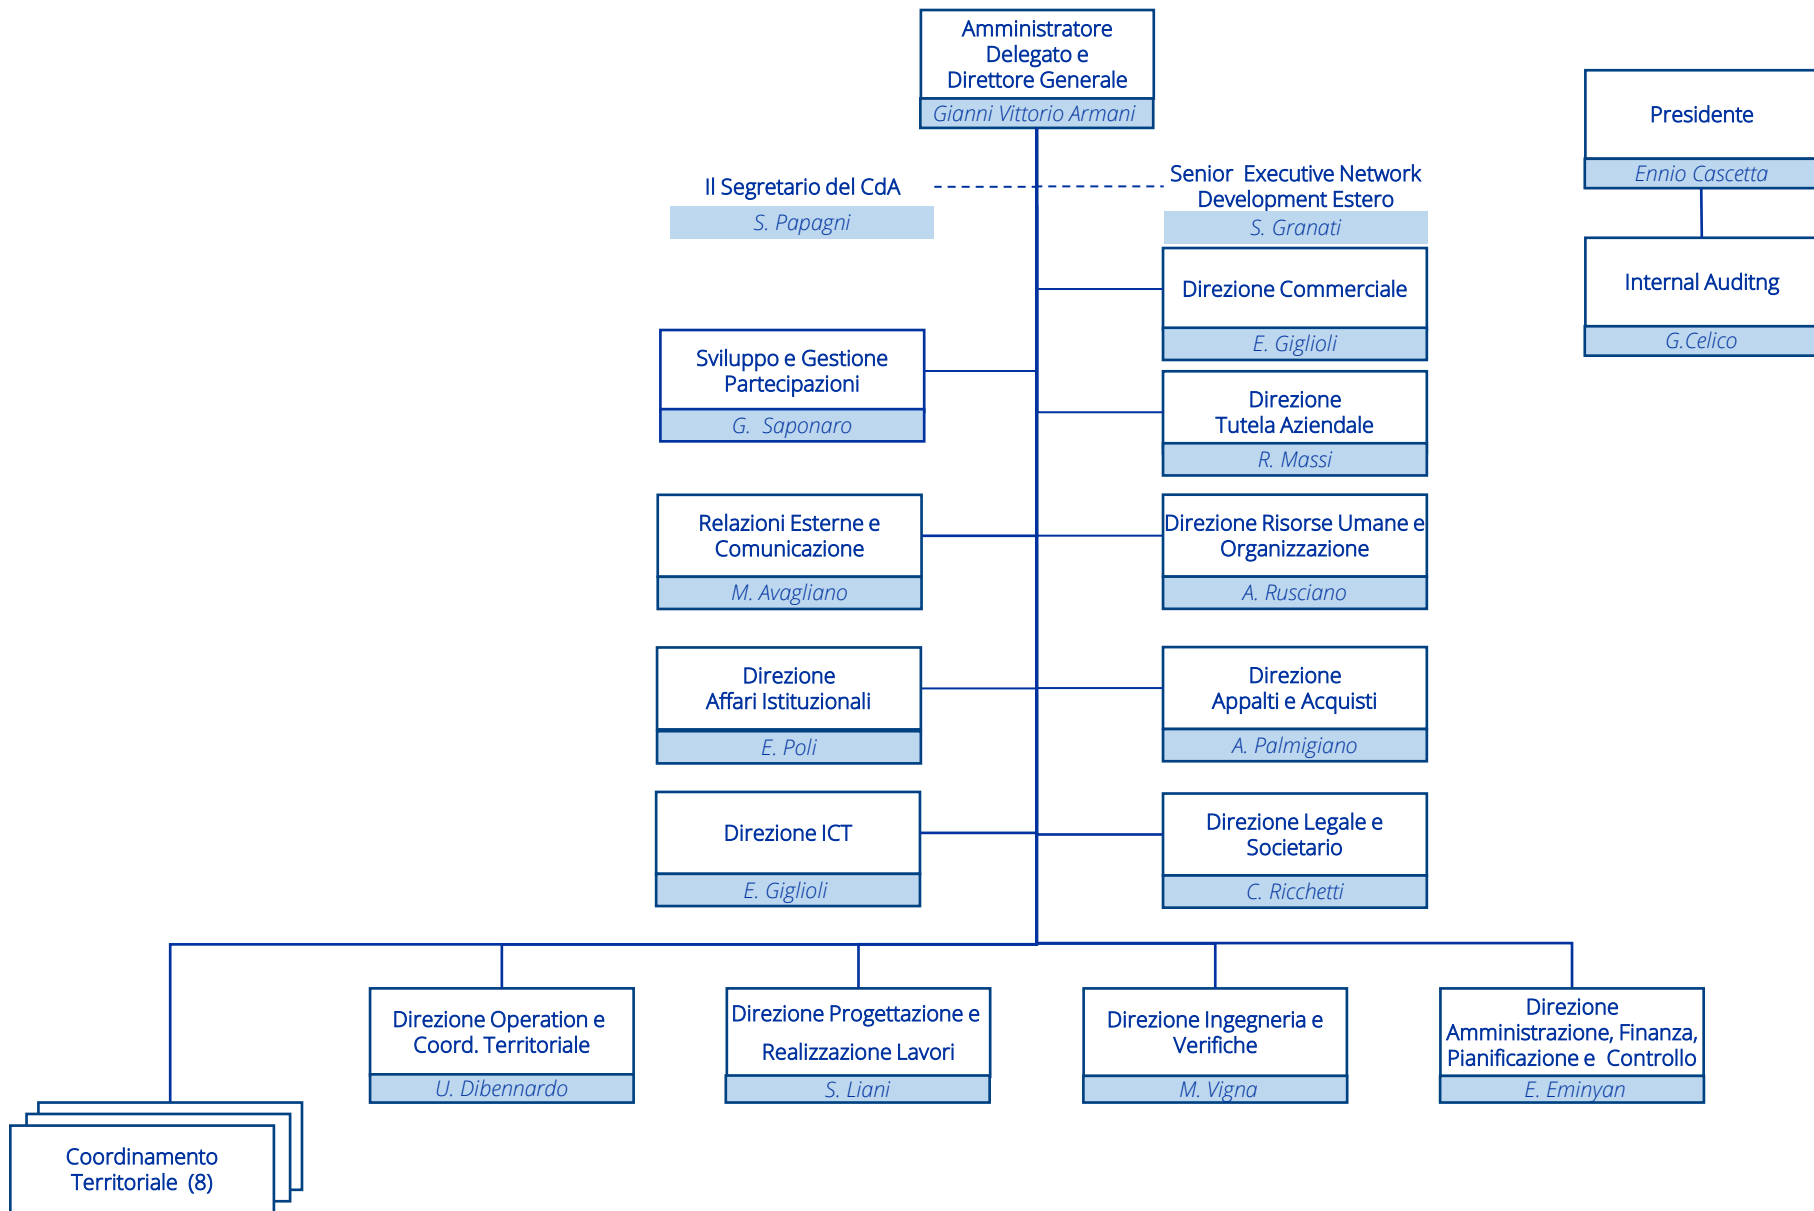 Amministratore
Delegato e
Direttore Generale
Gianni Vittorio Armani
Presidente
Ennio Cascetta
Il Segretario del CdA
S. Papagni
Senior Executive Network
Development Estero
S. Granati
Internal Auditng
G.Celico
Direzione Commerciale
E. Giglioli
Sviluppo e Gestione
Partecipazioni
G. Saponaro
Direzione
Tutela Aziendale
R. Massi
Relazioni Esterne e
Comunicazione
M. Avagliano
Direzione Risorse Umane e
Organizzazione
A. Rusciano
Direzione
Affari Istituzionali
E. Poli
Direzione
Appalti e Acquisti
A. Palmigiano
Direzione ICT
E. Giglioli
Direzione Legale e
Societario
C. Ricchetti
Direzione Operation e
Coord. Territoriale
U. Dibennardo
Direzione Progettazione e
Realizzazione Lavori
S. Liani
Direzione Ingegneria e
Verifiche
M. Vigna
Direzione
Amministrazione, Finanza,
Pianificazione e Controllo
E. Eminyan
Coordinamento
Territoriale (8)